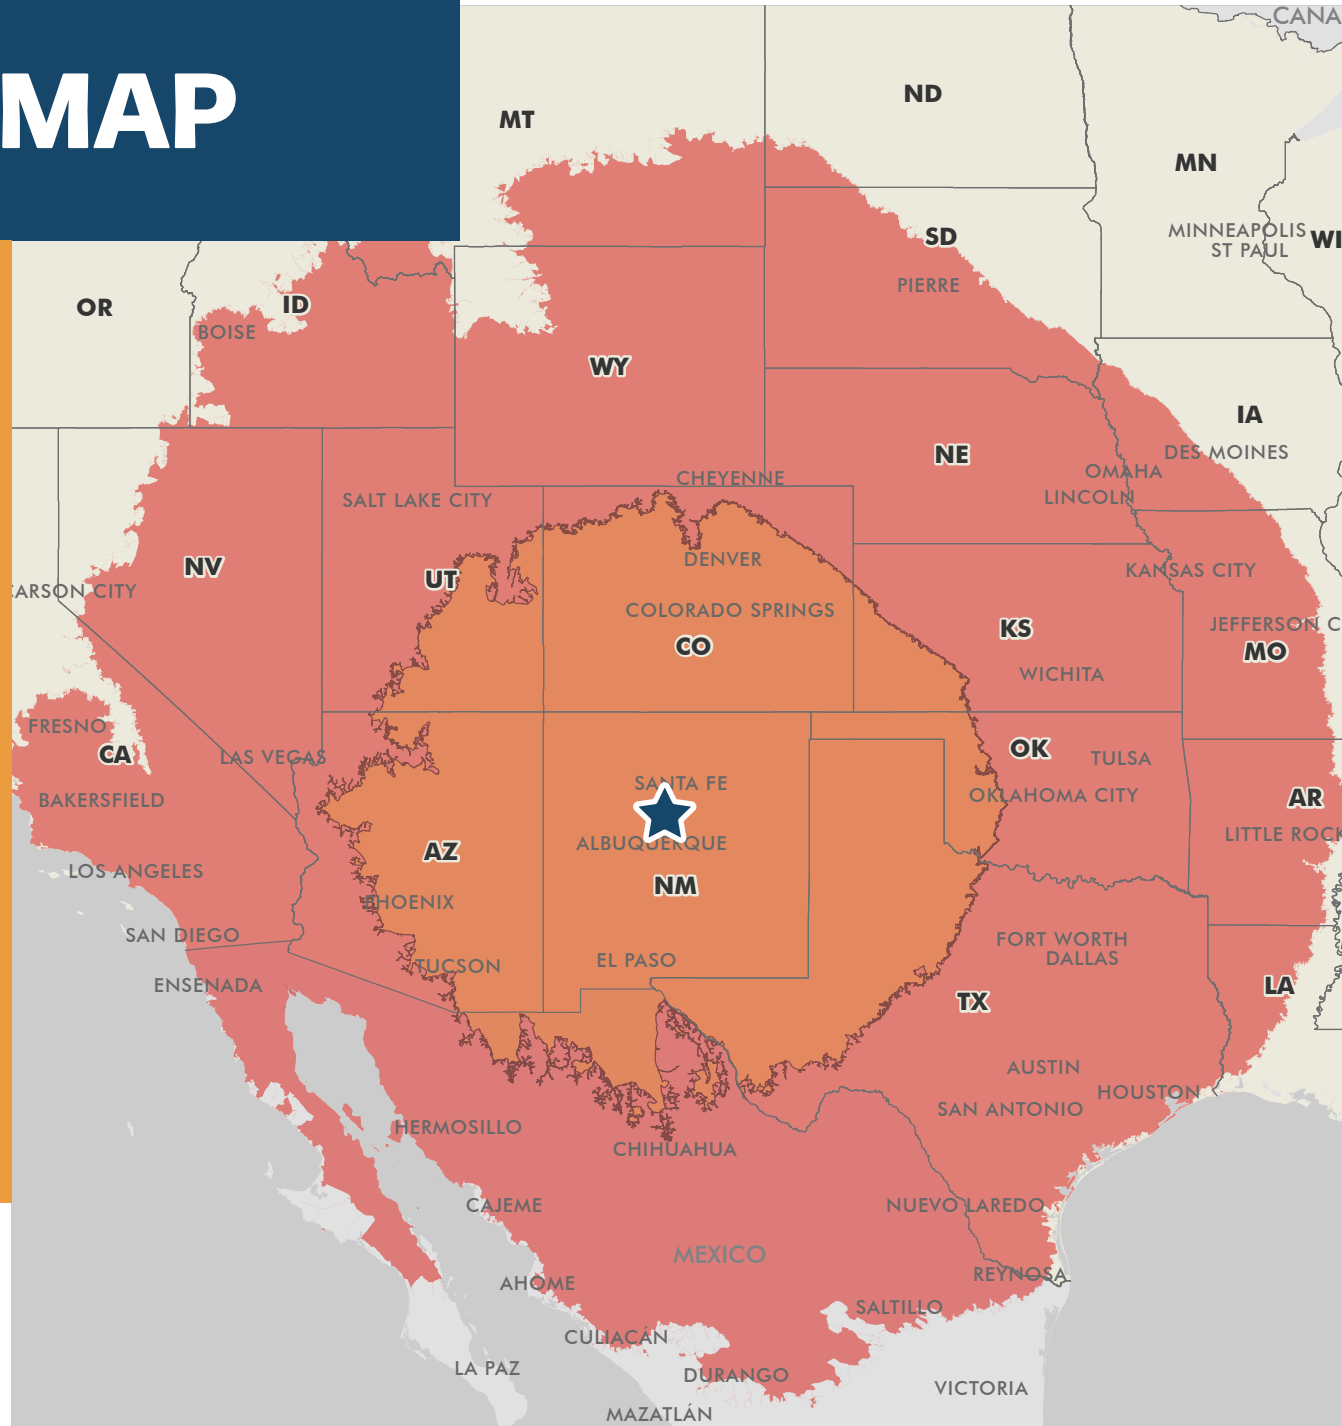 CANA
MAP
ND
MT
MN
MINNEAPOLIS
ST PAUL
WI
SD
PIERRE
OR
ID
BOISE
WY
IA
DES MOINES
NE
OMAHA
LINCOLN
CHEYENNE
SALT LAKE CITY
NV
UT
DENVER
KANSAS CITY
CARSON CITY
COLORADO SPRINGS
JEFFERSON C
CO
KS
MO
WICHITA
FRESNO
CA
LAS VEGAS
OK
TULSA
SANTA FE
BAKERSFIELD
OKLAHOMA CITY
AR
LITTLE ROCK
ALBUQUERQUE
AZ
LOS ANGELES
NM
PHOENIX
SAN DIEGO
FORT WORTH
DALLAS
TUCSON
EL PASO
ENSENADA
LA
TX
AUSTIN
HOUSTON
SAN ANTONIO
HERMOSILLO
CHIHUAHUA
CAJEME
NUEVO LAREDO
MEXICO
REYNOSA
AHOME
SALTILLO
CULIACÁN
LA PAZ
DURANGO
VICTORIA
MAZATLÁN